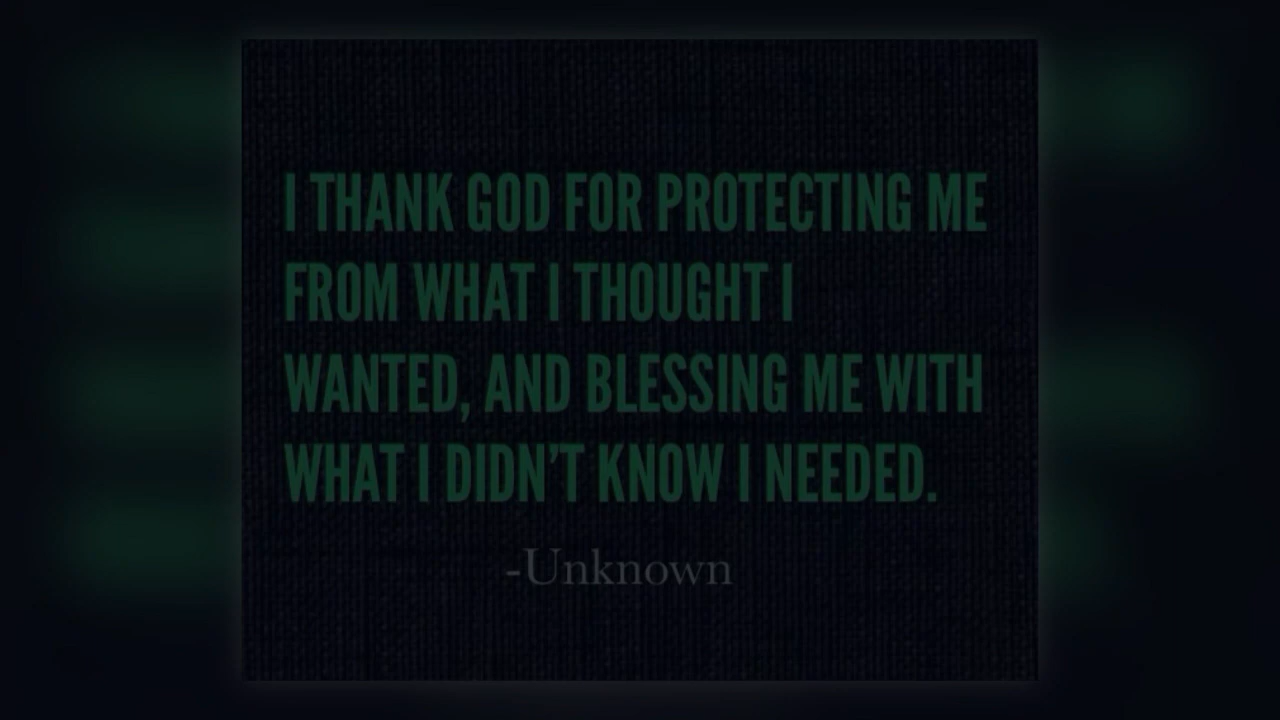 I THANK GOD FOR PROTECTING ME
FROM WHAT I THOUGHT I
WANTED, AND BLESSING ME WITH
WHAT I DIDN'T KNOW I NEEDED.
-Unknown